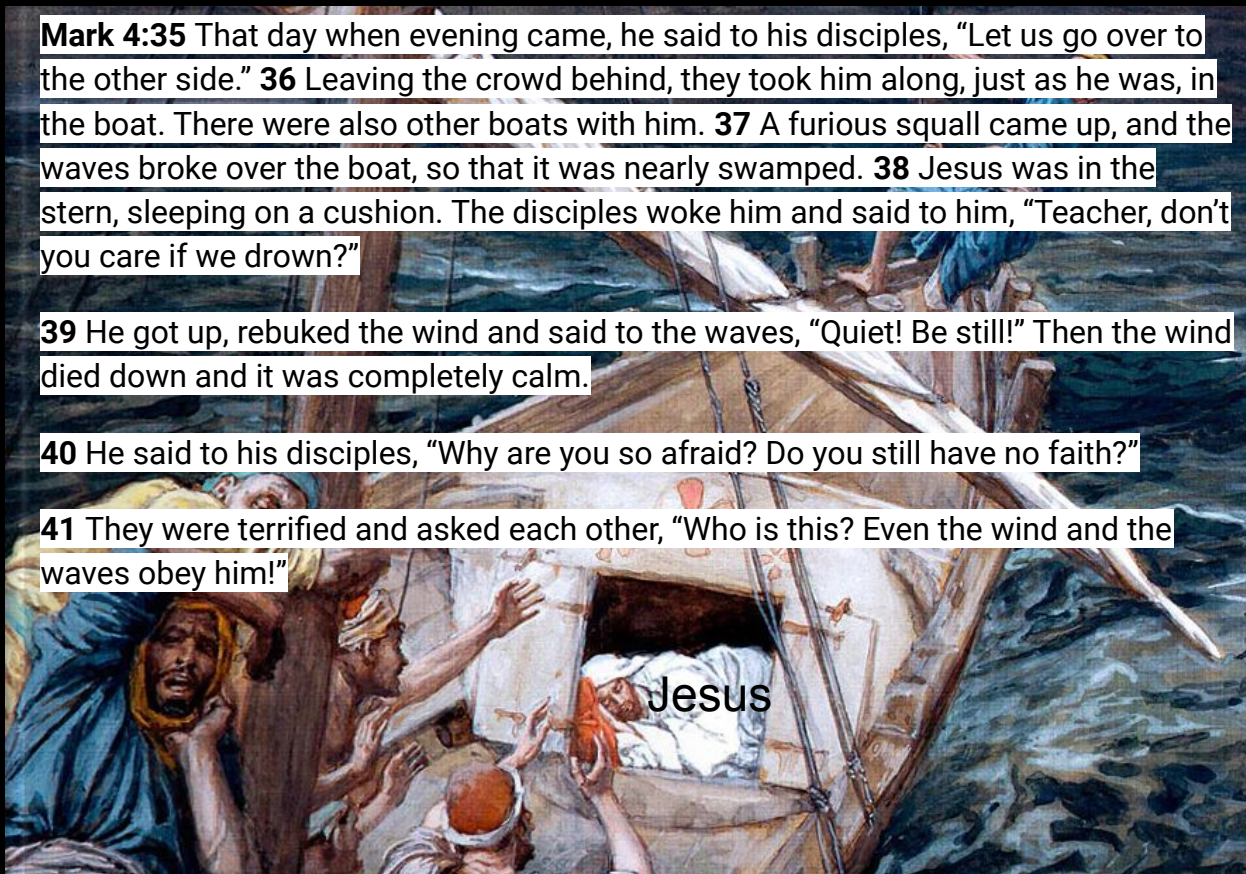 Mark 4:35 That day when evening came, he said to his disciples, “Let us go over to
the other side.” 36 Leaving the crowd behind, they took him along, just as he was, in
the boat. There were also other boats with him. 37 A furious squall came up, and the
waves broke over the boat, so that it was nearly swamped. 38 Jesus was in the
stern, sleeping on a cushion. The disciples woke him and said to him, “Teacher, don’t
you care if we drown?”
39 He got up, rebuked the wind and said to the waves, “Quiet! Be still!” Then the wind
died down and it was completely calm.
40 He said to his disciples, “Why are you so afraid? Do you still have no faith?”
41 They were terrified and asked each other, “Who is this? Even the wind and the
waves obey him!”
Jesus